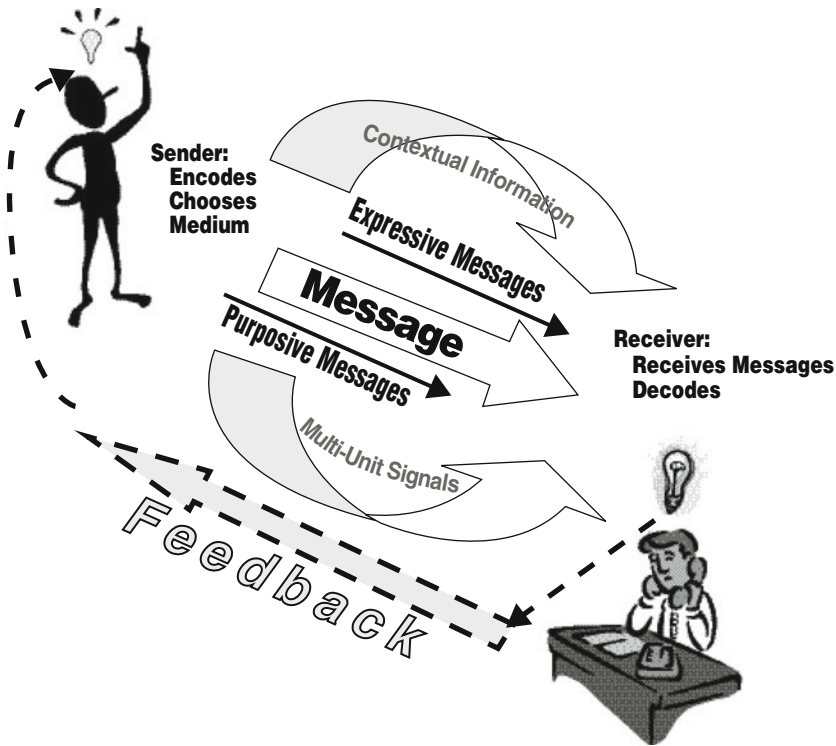 Sender:
Encodes
Chooses
Medium
Contextual Information
Expressive Messages
Message
Purposive Messages
Receiver:
Receives Messages
Decodes
Multi-Unit Signals
Feedback